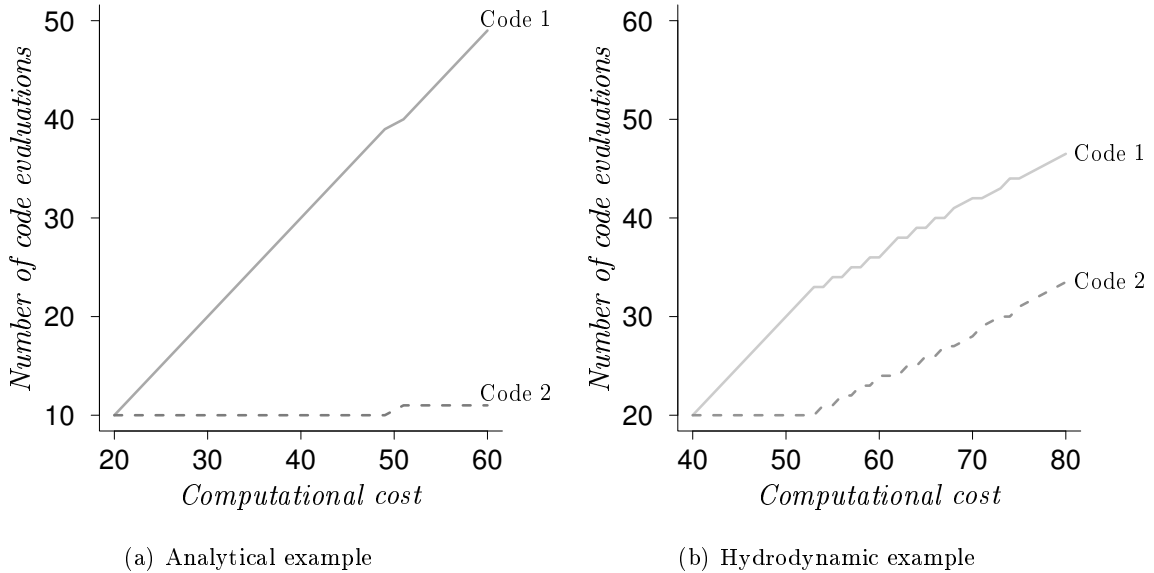 Number of code evaluations
50
40
30
20
10
Code 1
Code 2
20 30 40 50 60
Computational cost
(a) Analytical example
Number of code evaluations
60
50
40
30
20
Code 1
Code 2
40 50 60 70 80
Computational cost
(b) Hydrodynamic example